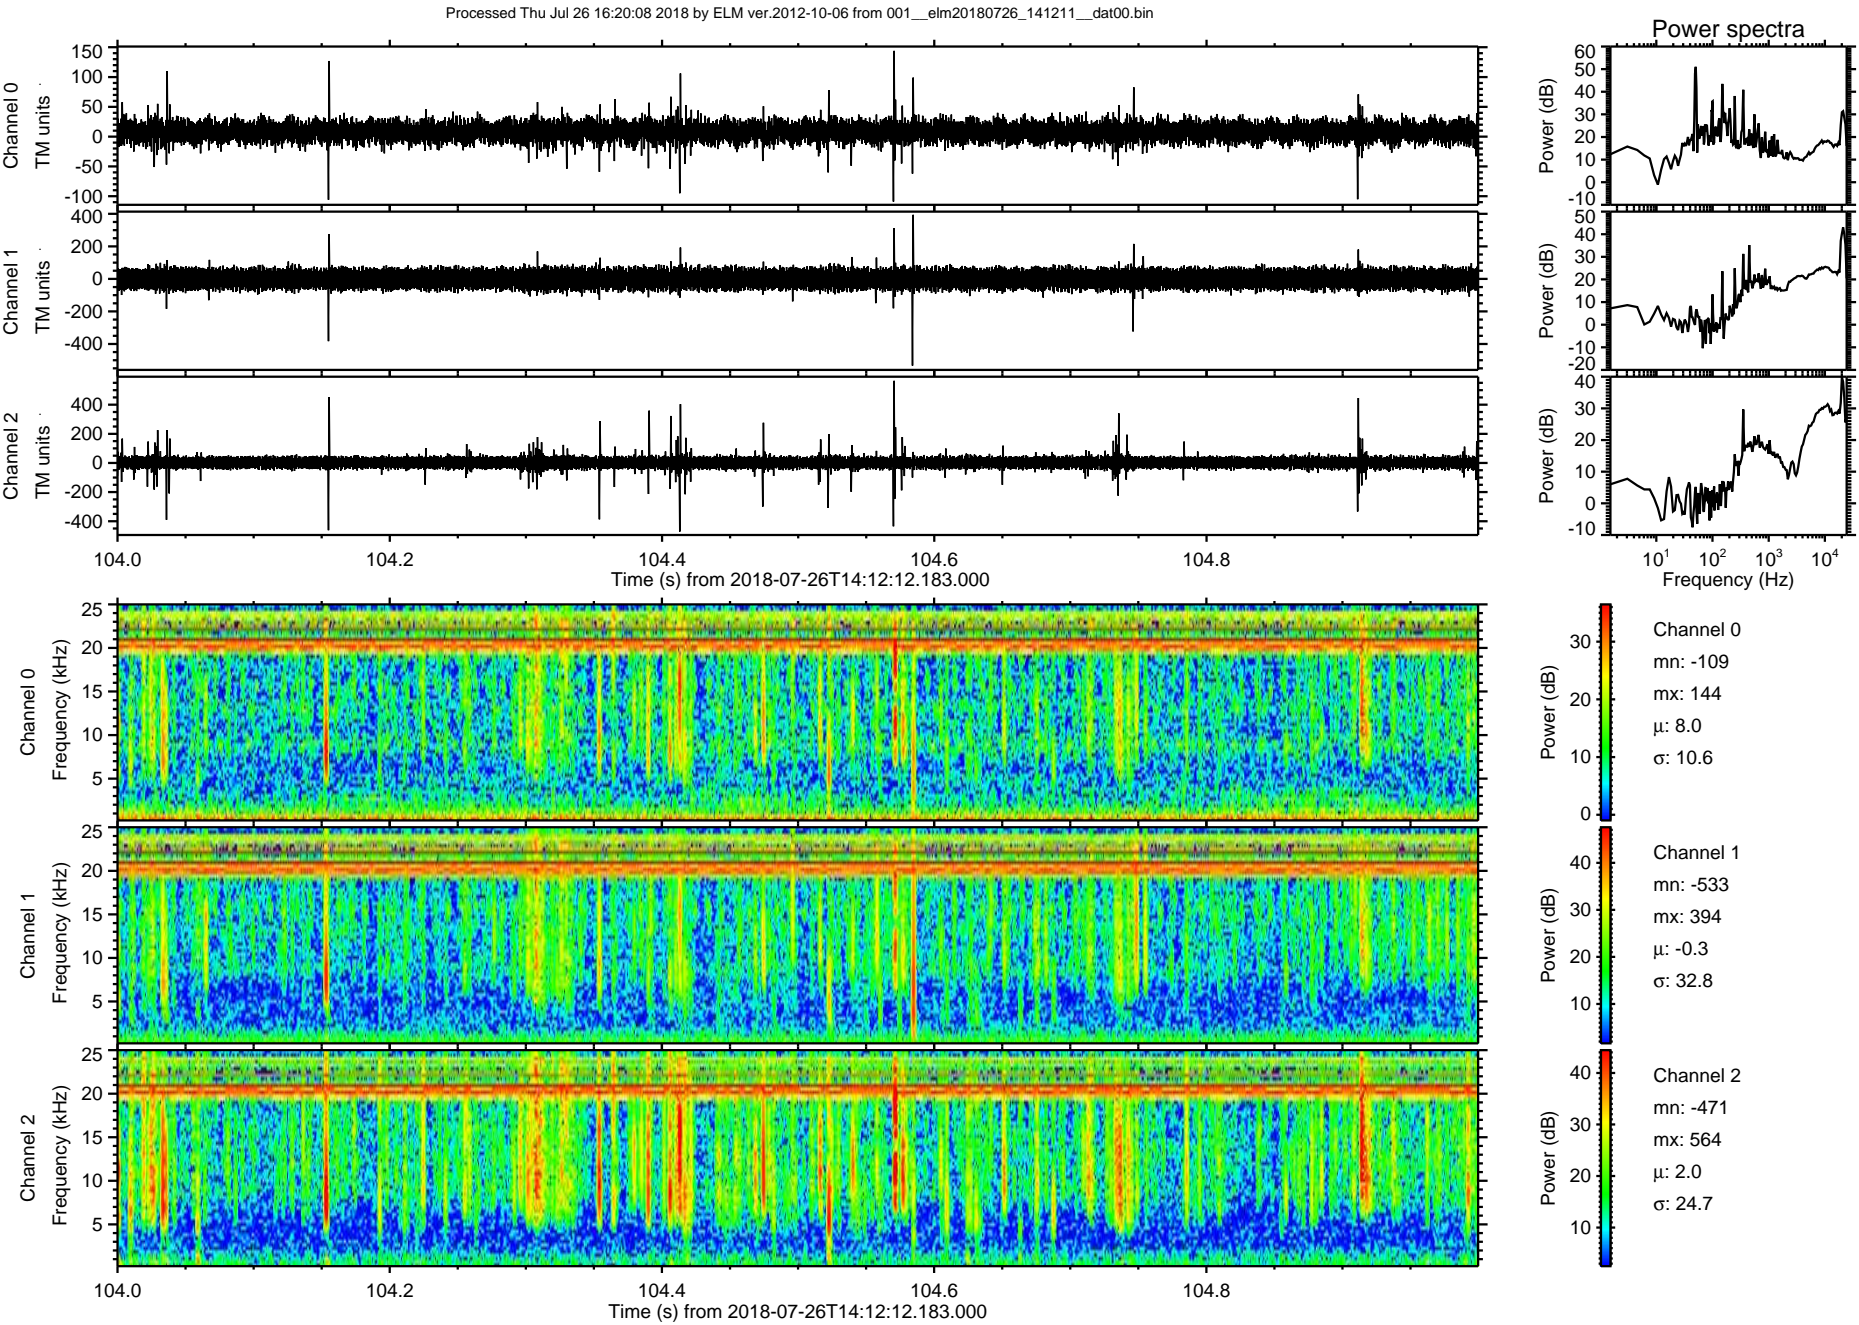 Processed Thu Jul 26 16:20:08 2018 by ELM ver.2012-10-06 from 001__elm20180726_141211__dat00.bin
Power spectra
Channel 0
TM units
150
100
50
0
-50
-100
Power (dB)
60
50
40
30
20
10
0
-10
Channel 1
TM units
400
200
0
-200
-400
Power (dB)
50
40
30
20
10
0
-10
-20
Channel 2
TM units
400
200
0
-200
-400
Power (dB)
40
30
20
10
0
-10
104.0 104.2 104.4 104.6 104.8
Time (s) from 2018-07-26T14:12:12.183.000
10^1 10^2 10^3 10^4
Frequency (Hz)
Channel 0
Frequency (kHz)
25
20
15
10
5
Power (dB)
30
20
10
0
Channel 0
mn: -109
mx: 144
μ: 8.0
σ: 10.6
Channel 1
Frequency (kHz)
25
20
15
10
5
Power (dB)
40
30
20
10
Channel 1
mn: -533
mx: 394
μ: -0.3
σ: 32.8
Channel 2
Frequency (kHz)
25
20
15
10
5
Power (dB)
40
30
20
10
Channel 2
mn: -471
mx: 564
μ: 2.0
σ: 24.7
104.0 104.2 104.4 104.6 104.8
Time (s) from 2018-07-26T14:12:12.183.000